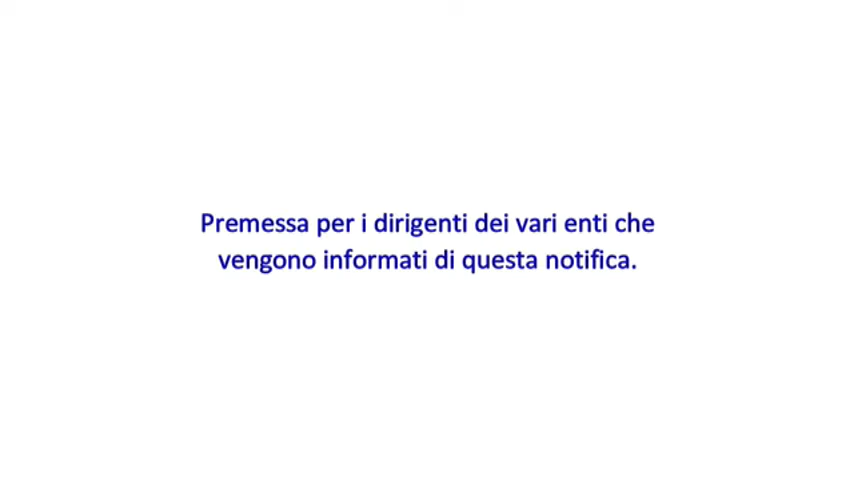 Premessa per i dirigenti dei vari enti che
vengono informati di questa notifica.